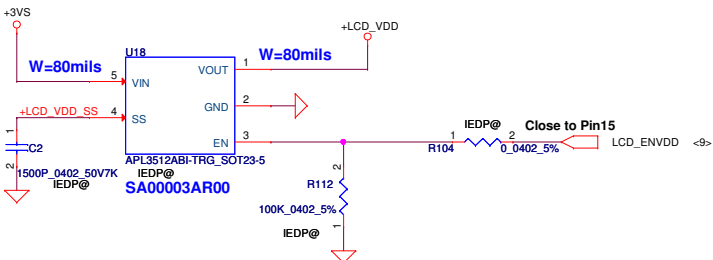 +3VS
+LCD_VDD
U18
W=80mils
W=80mils
5
VIN
VOUT
1
+LCD_VDD_SS
4
SS
GND
2
EN
3
1
C2
2
1500P_0402_50V7K
IEDP@
APL3512ABI-TRG_SOT23-5
IEDP@
SA00003AR00
1
IEDP@
2
R104
0_0402_5%
Close to Pin15
LCD_ENVDD
<9>
2
R112
100K_0402_5%
1
IEDP@